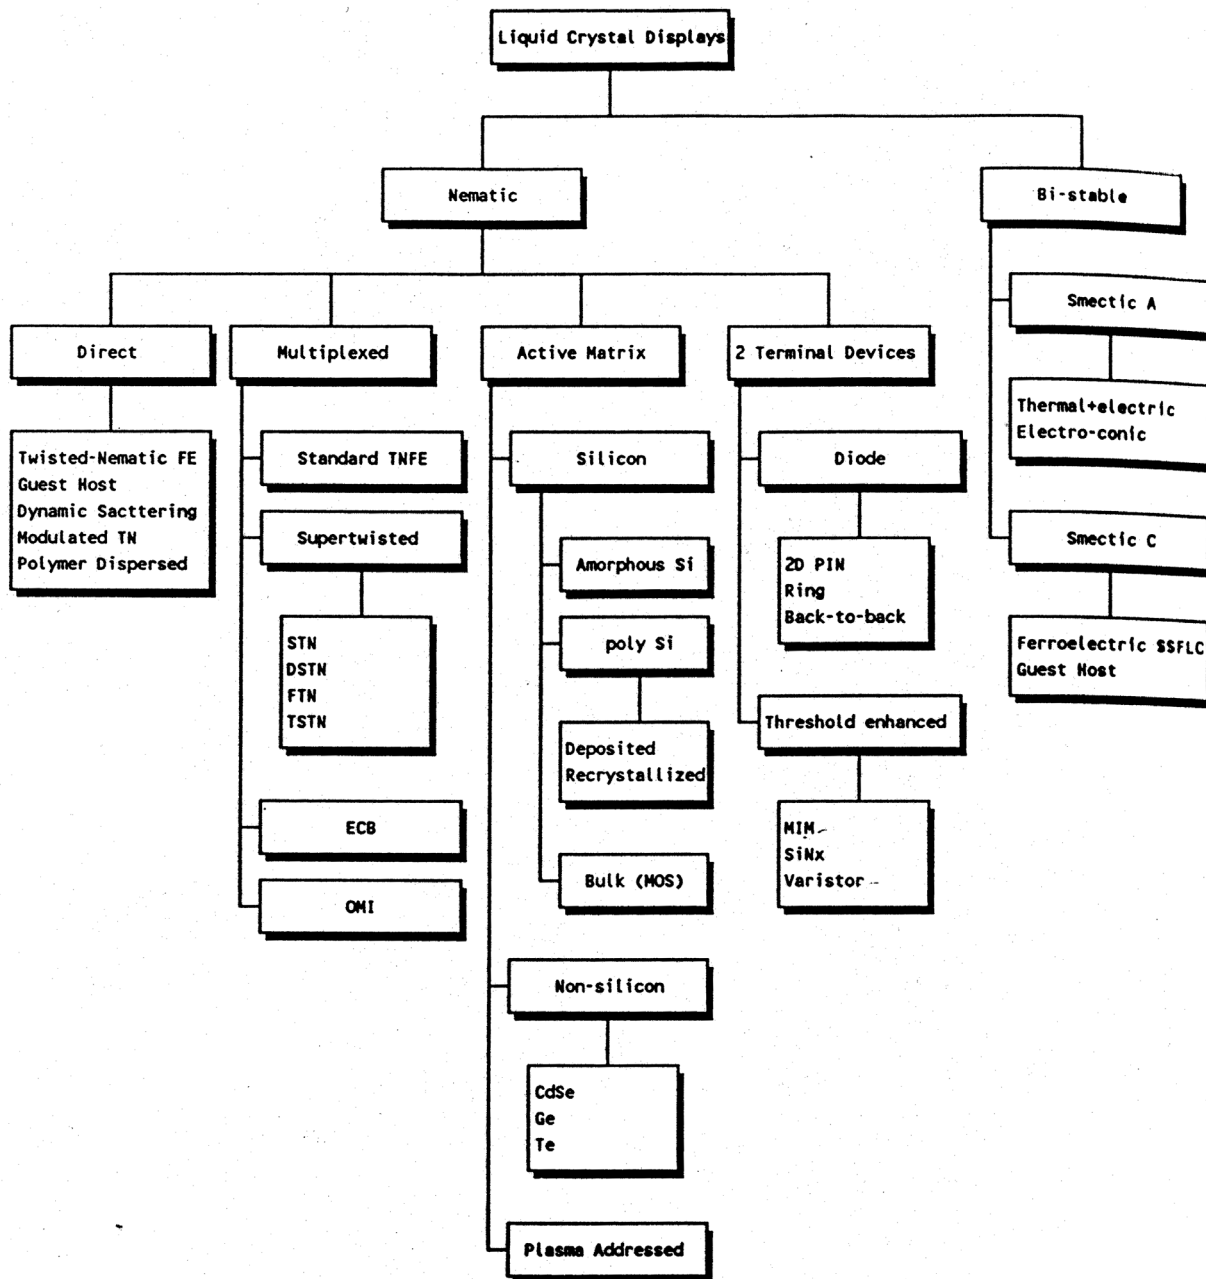 Liquid Crystal Displays
Nematic
Bi-stable
Direct
Multiplexed
Active Matrix
2 Terminal Devices
Smectic A
Thermal+electric
Electro-conic
Smectic C
Ferroelectric SSFLC
Guest Host
Twisted-Nematic FE
Guest Host
Dynamic Sacttering
Modulated TN
Polymer Dispersed
Standard TNFE
Supertwisted
STN
DSTN
FTN
TSTN
ECB
OMI
Silicon
Amorphous Si
poly Si
Deposited
Recrystallized
Bulk (MOS)
Non-silicon
CdSe
Ge
Te
Plasma Addressed
Diode
2D PIN
Ring
Back-to-back
Threshold enhanced
MIM
SiNx
Varistor